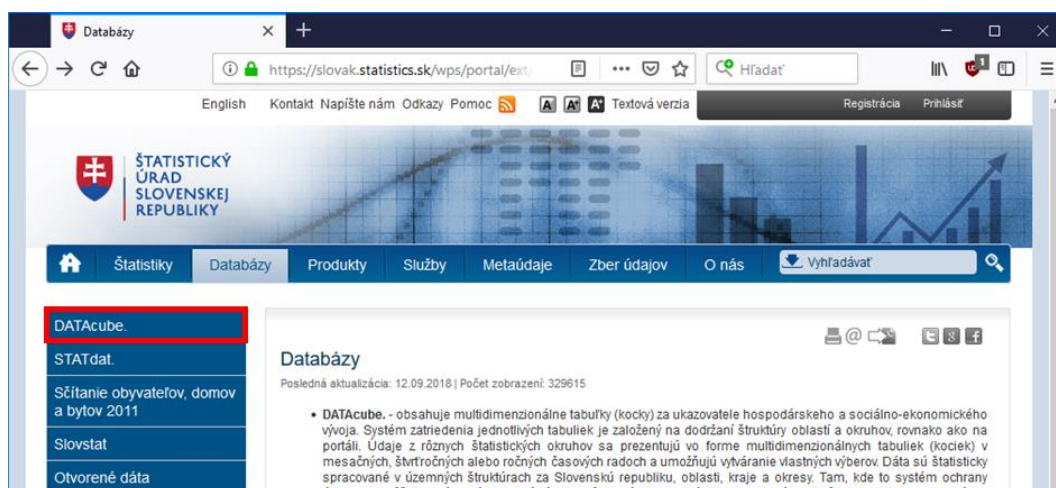 Databázy
https://slovak.statistics.sk/wps/portal/ext/
Hľadať
1
English Kontakt Napíšte nám Odkazy Pomoc A A+ A* Textová verzia Registrácia Prihlásiť
ŠTATISTICKÝ
ÚRAD
SLOVENSKEJ
REPUBLIKY
Štatistiky Databázy Produkty Služby Metaúdaje Zber údajov O nás Vyhľadávať
DATAcube.
STATdat.
Sčítanie obyvateľov, domov
a bytov 2011
Slovstat
Otvorené dáta
Databázy
Posledná aktualizácia: 12.09.2018 | Počet zobrazení: 329615
• DATAcube. - obsahuje multidimenzionálne tabuľky (kocky) za ukazovatele hospodárskeho a sociálno-ekonomického
vývoja. Systém zatriedenia jednotlivých tabuliek je založený na dodržaní štruktúry oblastí a okruhov, rovnako ako na
portáli. Údaje z rôznych štatistických okruhov sa prezentujú vo forme multidimenzionálnych tabuliek (kociek) v
mesačných, štvrťročných alebo ročných časových radoch a umožňujú vytváranie vlastných výberov. Dáta sú štatisticky
spracované v územných štruktúrach za Slovenskú republiku, oblasti, kraje a okresy. Tam, kde to systém ochrany